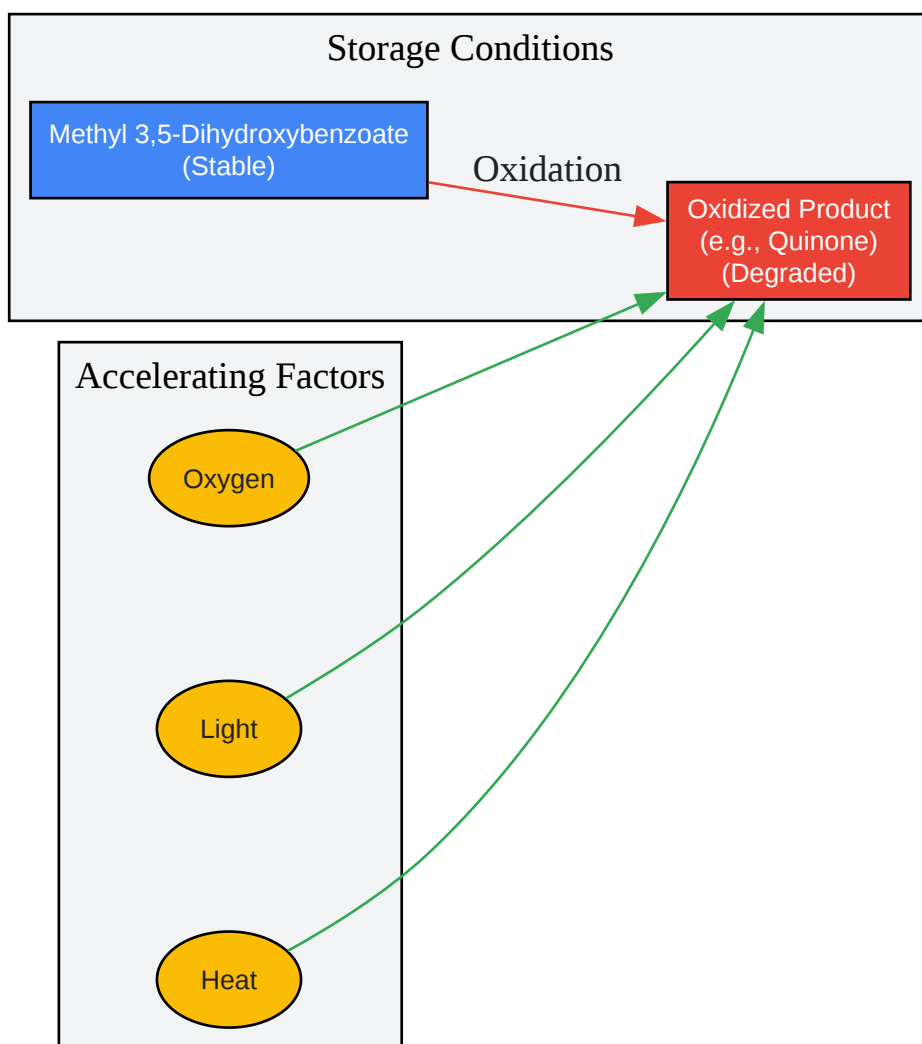 Storage Conditions
Methyl 3,5-Dihydroxybenzoate
(Stable)
Oxidation
Oxidized Product
(e.g., Quinone)
(Degraded)
Accelerating Factors
Oxygen
Light
Heat